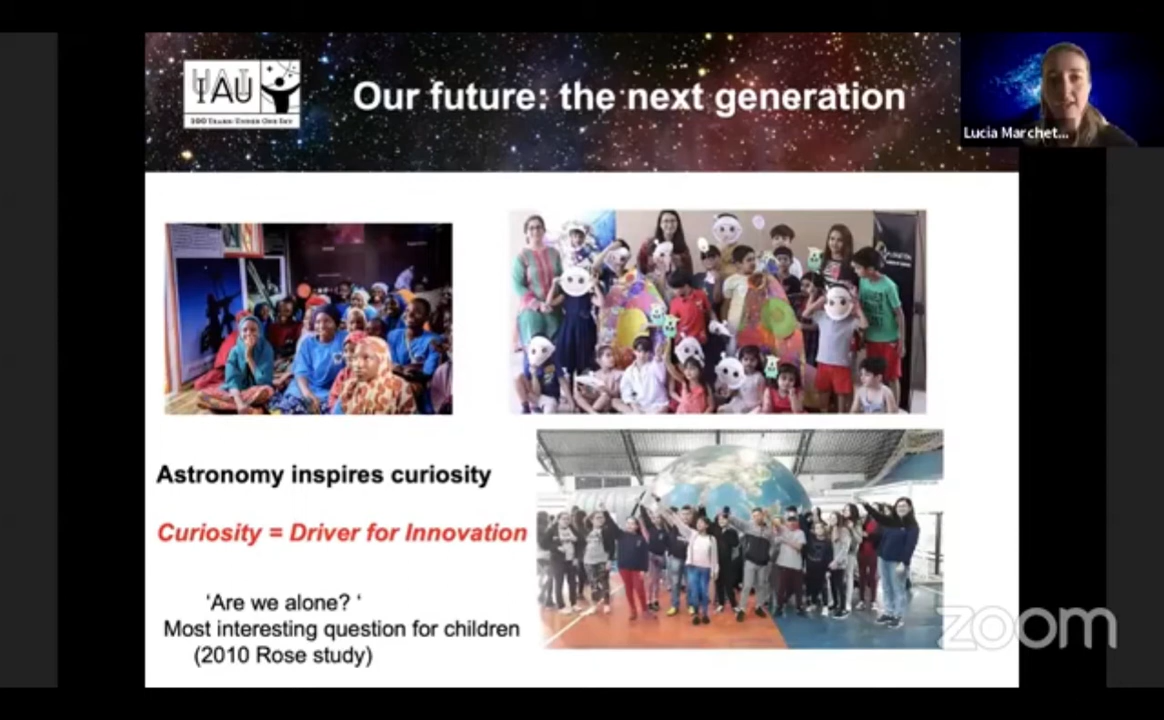 IAU
100 YEARS: UNDER ONE SKY
Our future: the next generation
Lucia Marchet...
Astronomy inspires curiosity
Curiosity = Driver for Innovation
'Are we alone? '
Most interesting question for children
(2010 Rose study)
zoom